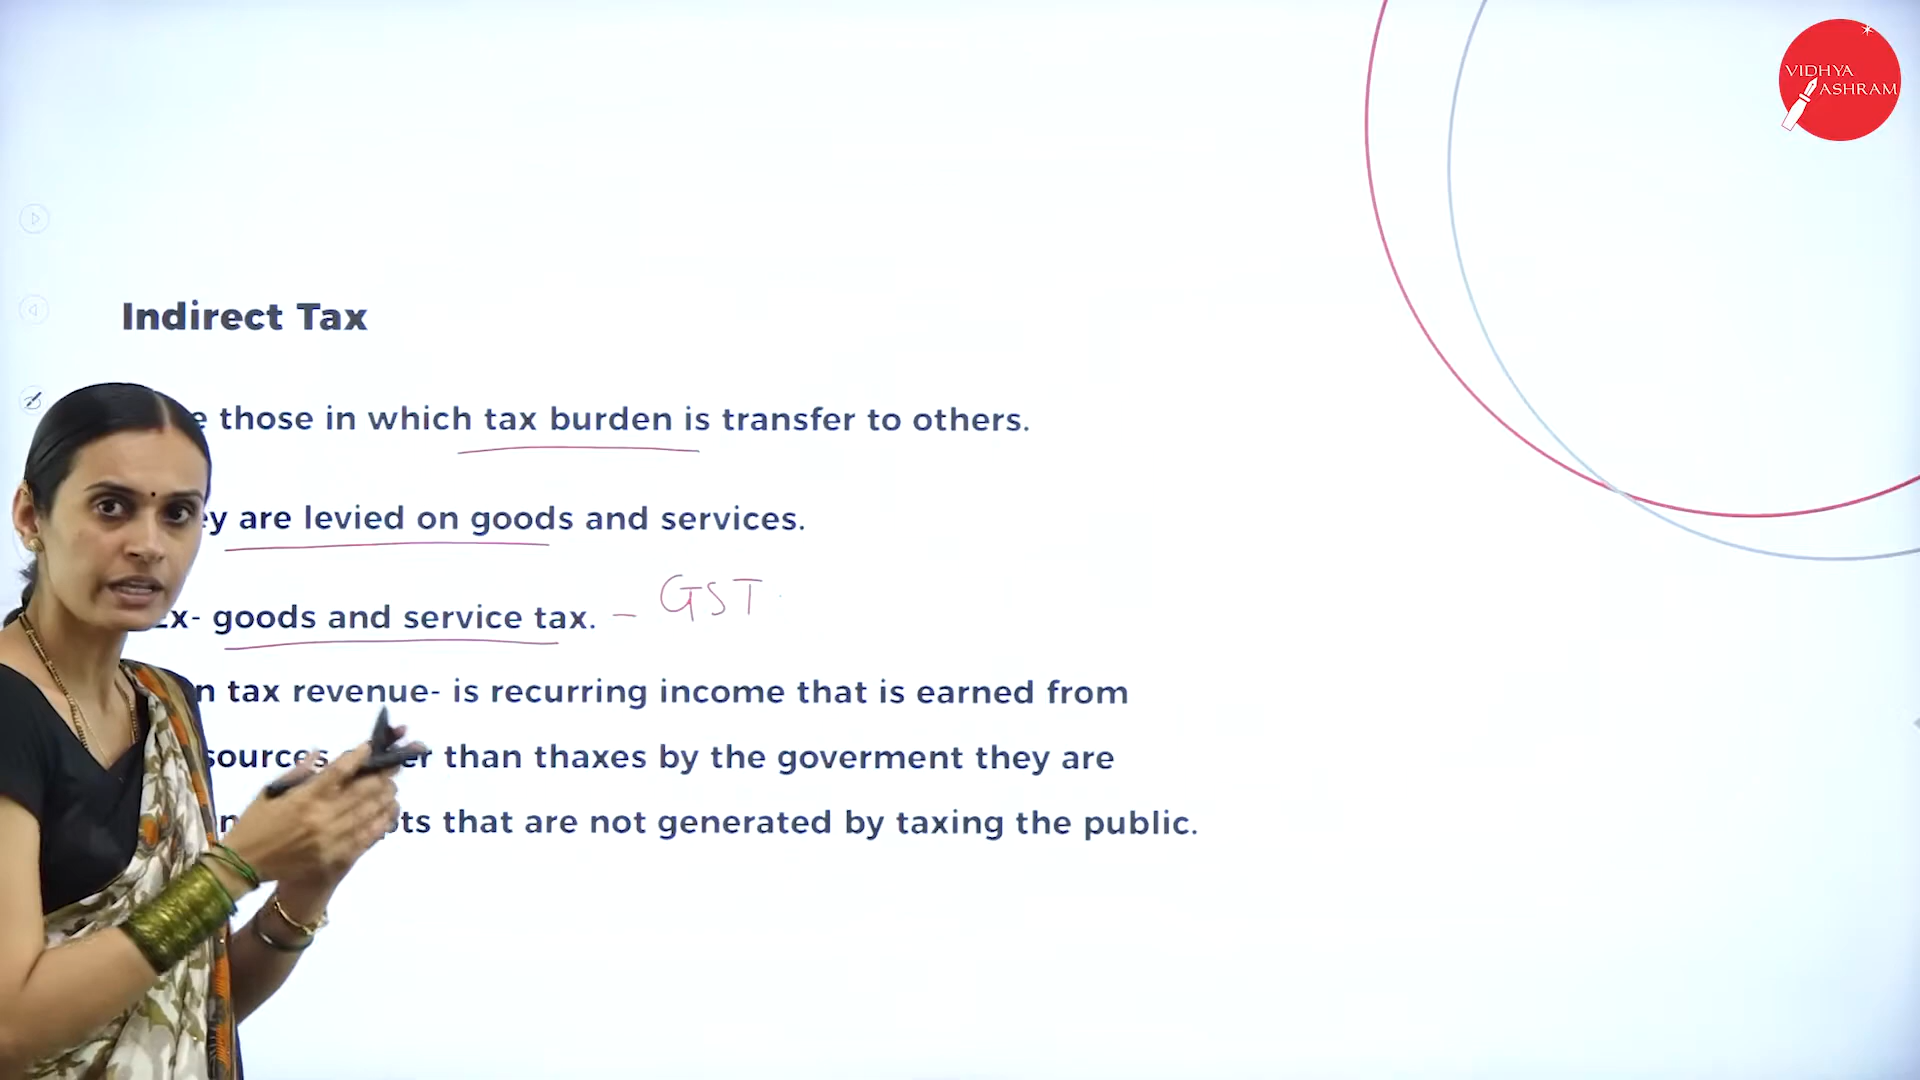 VIDHYA
ASHRAM
Indirect Tax
those in which tax burden is transfer to others.
are levied on goods and services.
Ex- goods and service tax. – GST
tax revenue- is recurring income that is earned from
sources than thaxes by the goverment they are
that are not generated by taxing the public.